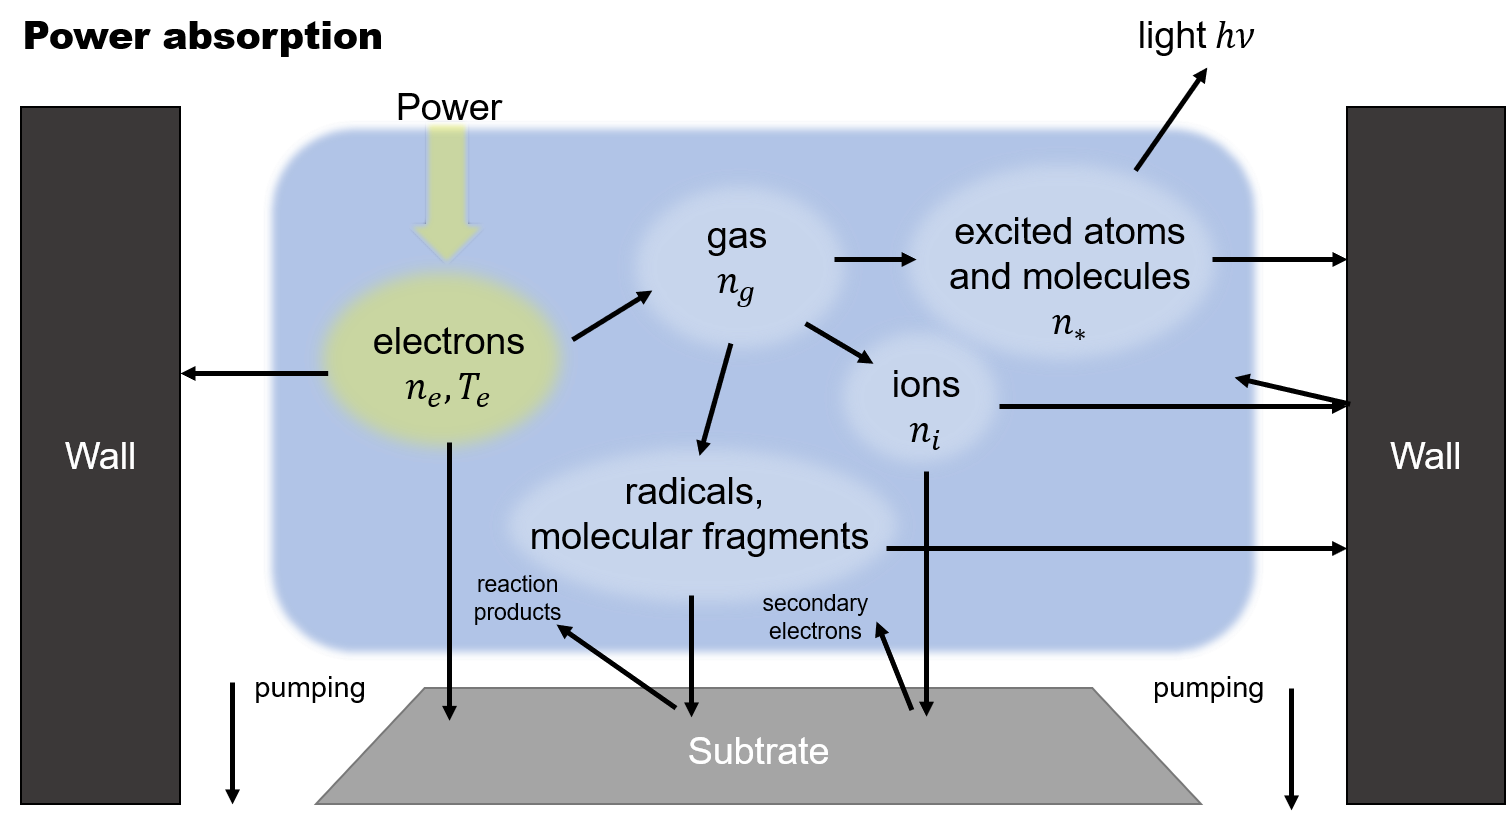 Power absorption
light hν
Power
gas
n_g
excited atoms
and molecules
n_*
electrons
n_e, T_e
ions
n_i
Wall
Wall
radicals,
molecular fragments
reaction
products
secondary
electrons
pumping
pumping
Subtrate